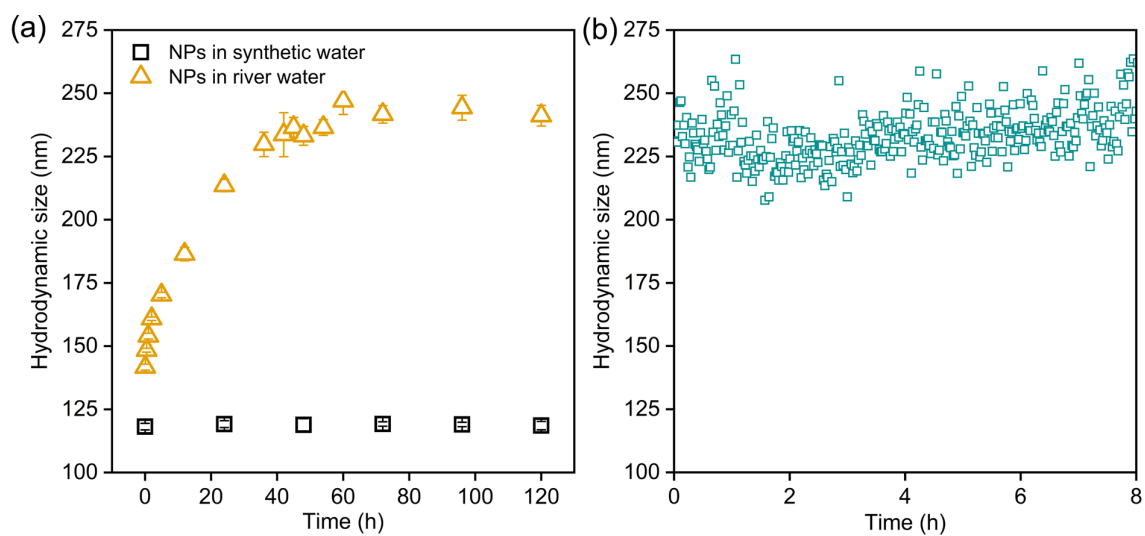 (a)
275
250
225
200
175
150
125
100
Hydrodynamic size (nm)
NPs in synthetic water
NPs in river water
0 20 40 60 80 100 120
Time (h)
(b)
275
250
225
200
175
150
125
100
Hydrodynamic size (nm)
0 2 4 6 8
Time (h)